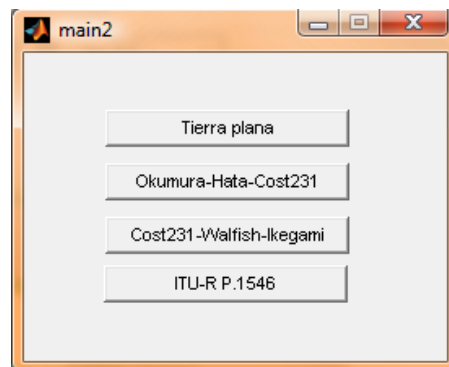 main2
Tierra plana
Okumura-Hata-Cost231
Cost231-Walfish-Ikegami
ITU-R P.1546